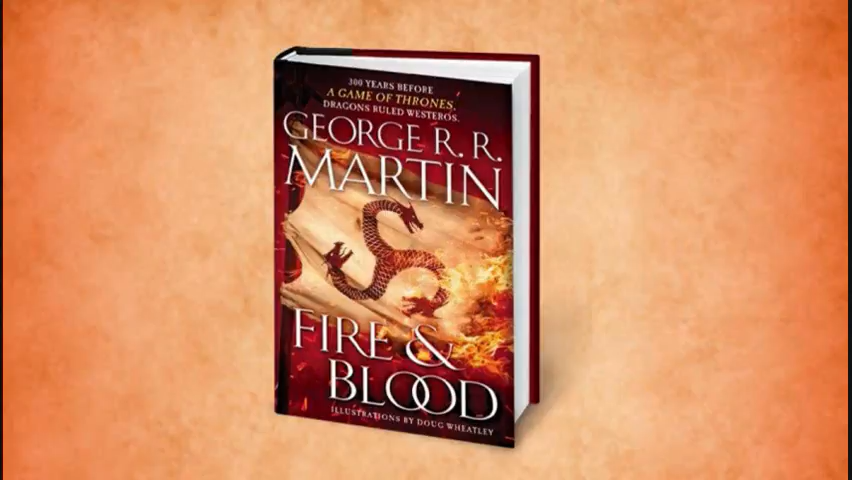 300 YEARS BEFORE
A GAME OF THRONES,
DRAGONS RULED WESTEROS.
GEORGE R. R.
MARTIN
FIRE &
BLOOD
ILLUSTRATIONS BY DOUG WHEATLEY